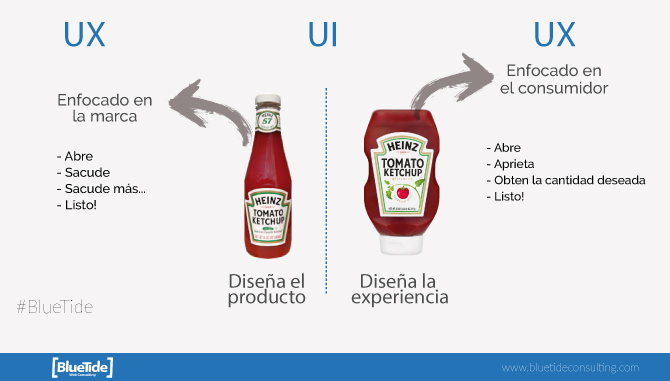 UX
UI
UX
Enfocado en
la marca
- Abre
- Sacude
- Sacude más...
- Listo!
Enfocado en
el consumidor
- Abre
- Aprieta
- Obten la cantidad deseada
- Listo!
57
HEINZ
TOMATO
KETCHUP
HEINZ
TOMATO
KETCHUP
Diseña el
producto
Diseña la
experiencia
#BlueTide
[BlueTide]
Web Consulting
www.bluetideconsulting.com